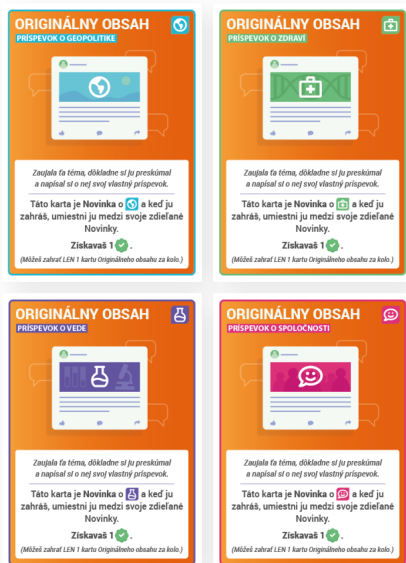 ORIGINÁLNY OBSAH
PRÍSPEVOK O GEOPOLITIKE
Zaujala ťa téma, dôkladne si ju preskúmal
a napísal si o nej svoj vlastný príspevok.
Táto karta je Novinka o a keď ju
zahráš, umiestni ju medzi svoje zdieľané
Novinky.
Získavaš 1 .
(Môžeš zahrať LEN 1 kartu Originálneho obsahu za kolo.)
ORIGINÁLNY OBSAH
PRÍSPEVOK O ZDRAVÍ
Zaujala ťa téma, dôkladne si ju preskúmal
a napísal si o nej svoj vlastný príspevok.
Táto karta je Novinka o a keď ju
zahráš, umiestni ju medzi svoje zdieľané
Novinky.
Získavaš 1 .
(Môžeš zahrať LEN 1 kartu Originálneho obsahu za kolo.)
ORIGINÁLNY OBSAH
PRÍSPEVOK O VEDE
Zaujala ťa téma, dôkladne si ju preskúmal
a napísal si o nej svoj vlastný príspevok.
Táto karta je Novinka o a keď ju
zahráš, umiestni ju medzi svoje zdieľané
Novinky.
Získavaš 1 .
(Môžeš zahrať LEN 1 kartu Originálneho obsahu za kolo.)
ORIGINÁLNY OBSAH
PRÍSPEVOK O SPOLOČNOSTI
Zaujala ťa téma, dôkladne si ju preskúmal
a napísal si o nej svoj vlastný príspevok.
Táto karta je Novinka o a keď ju
zahráš, umiestni ju medzi svoje zdieľané
Novinky.
Získavaš 1 .
(Môžeš zahrať LEN 1 kartu Originálneho obsahu za kolo.)